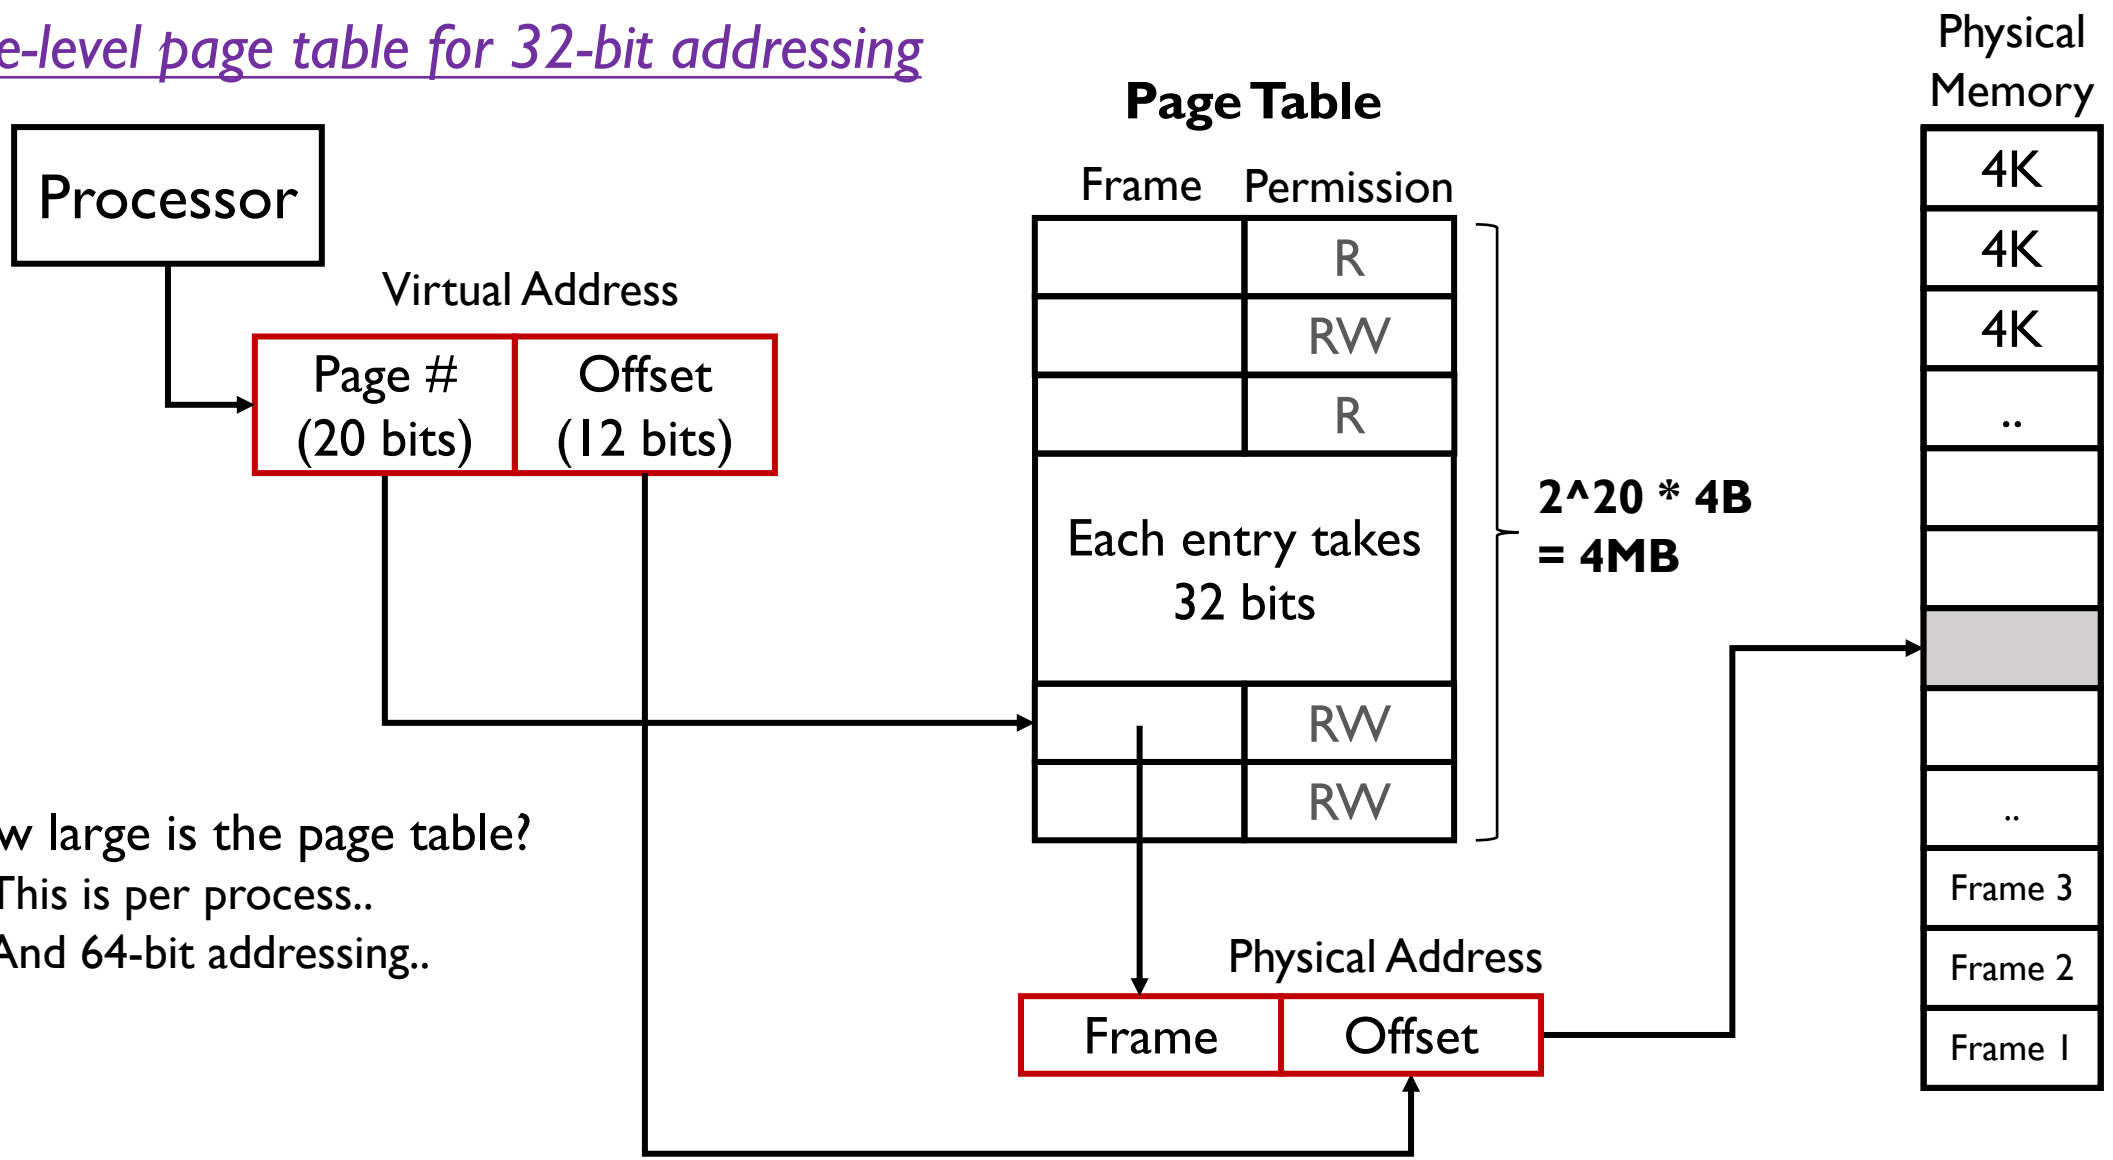 e-level page table for 32-bit addressing
Processor
Virtual Address
Page #
(20 bits)
Offset
(12 bits)
w large is the page table?
This is per process..
And 64-bit addressing..
Page Table
Frame
Permission
R
RW
R
Each entry takes
32 bits
RW
RW
2^20 * 4B
= 4MB
Physical Address
Frame
Offset
Physical
Memory
4K
4K
4K
..
..
Frame 3
Frame 2
Frame 1